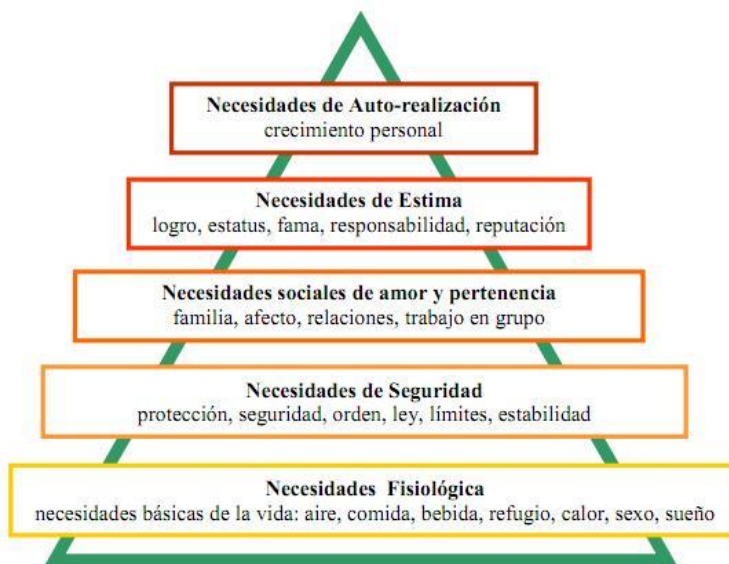 Necesidades de Auto-realización
crecimiento personal
Necesidades de Estima
logro, estatus, fama, responsabilidad, reputación
Necesidades sociales de amor y pertenencia
familia, afecto, relaciones, trabajo en grupo
Necesidades de Seguridad
protección, seguridad, orden, ley, límites, estabilidad
Necesidades Fisiológica
necesidades básicas de la vida: aire, comida, bebida, refugio, calor, sexo, sueño